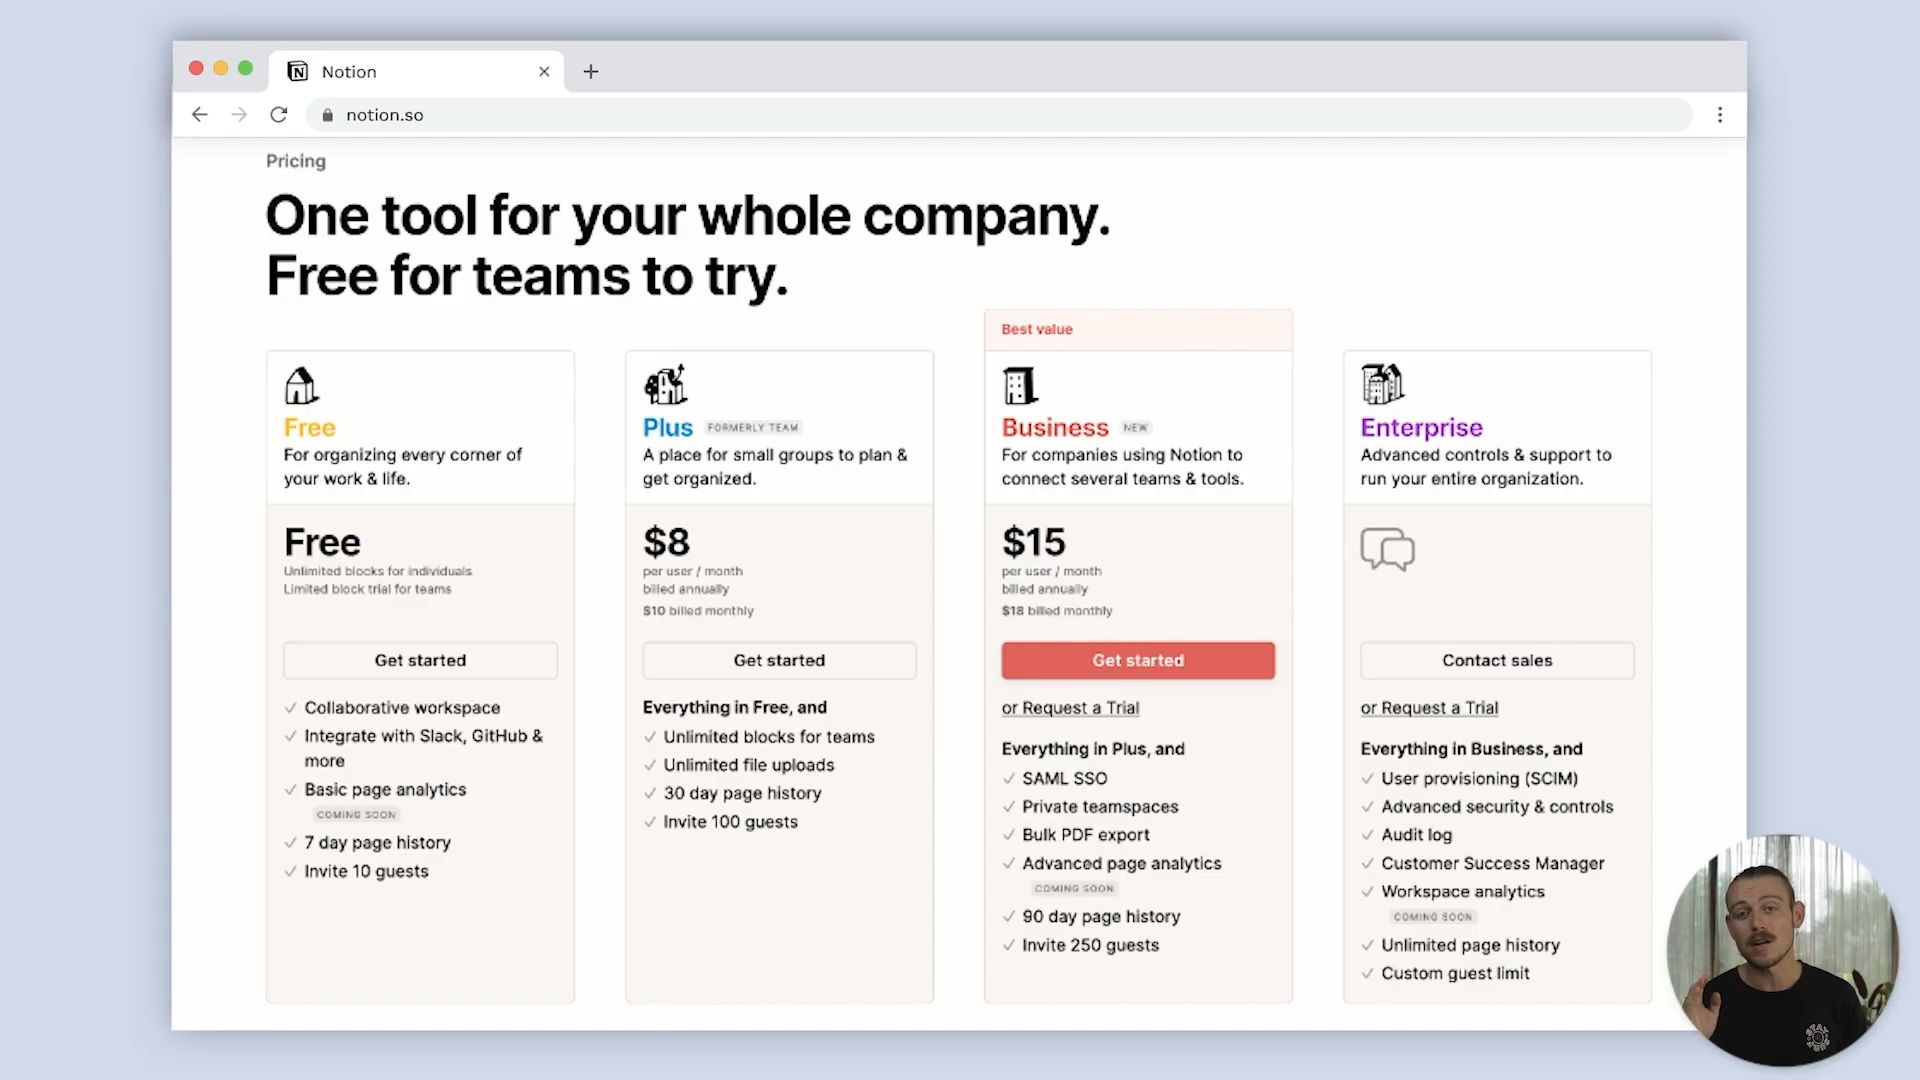 Notion
notion.so
Pricing
One tool for your whole company.
Free for teams to try.
Free
For organizing every corner of
your work & life.
Free
Unlimited blocks for individuals
Limited block trial for teams
Get started
Collaborative workspace
Integrate with Slack, GitHub &
more
Basic page analytics
COMING SOON
7 day page history
Invite 10 guests
Plus FORMERLY TEAM
A place for small groups to plan &
get organized.
$8
per user / month
billed annually
$10 billed monthly
Get started
Everything in Free, and
Unlimited blocks for teams
Unlimited file uploads
30 day page history
Invite 100 guests
Best value
Business NEW
For companies using Notion to
connect several teams & tools.
$15
per user / month
billed annually
$18 billed monthly
Get started
or Request a Trial
Everything in Plus, and
SAML SSO
Private teamspaces
Bulk PDF export
Advanced page analytics
COMING SOON
90 day page history
Invite 250 guests
Enterprise
Advanced controls & support to
run your entire organization.
Contact sales
or Request a Trial
Everything in Business, and
User provisioning (SCIM)
Advanced security & controls
Audit log
Customer Success Manager
Workspace analytics
COMING SOON
Unlimited page history
Custom guest limit